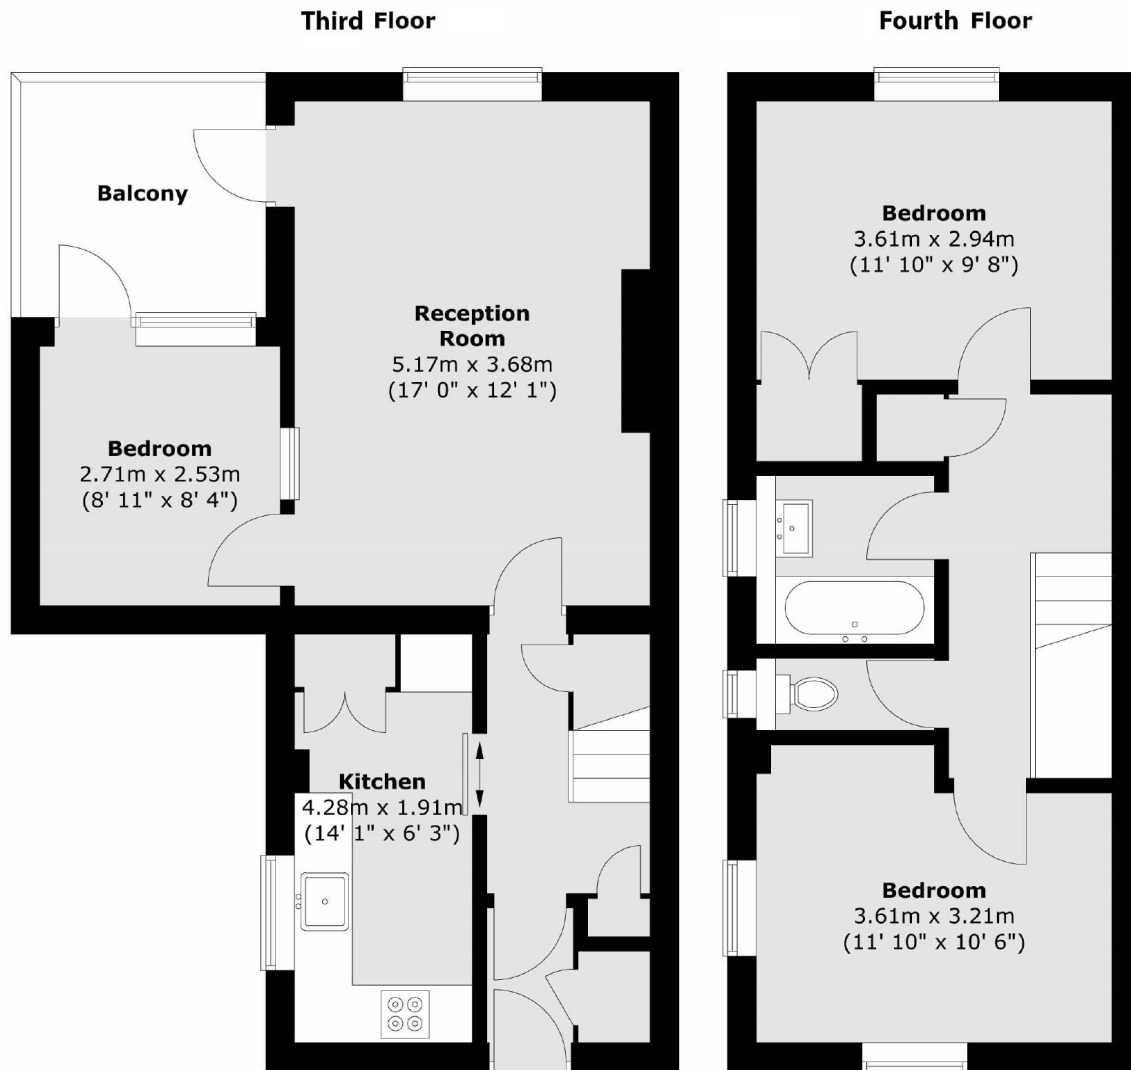 Third Floor
Balcony
Reception
Room
5.17m x 3.68m
(17' 0" x 12' 1")
Bedroom
2.71m x 2.53m
(8' 11" x 8' 4")
Kitchen
4.28m x 1.91m
(14' 1" x 6' 3")
Fourth Floor
Bedroom
3.61m x 2.94m
(11' 10" x 9' 8")
Bedroom
3.61m x 3.21m
(11' 10" x 10' 6")